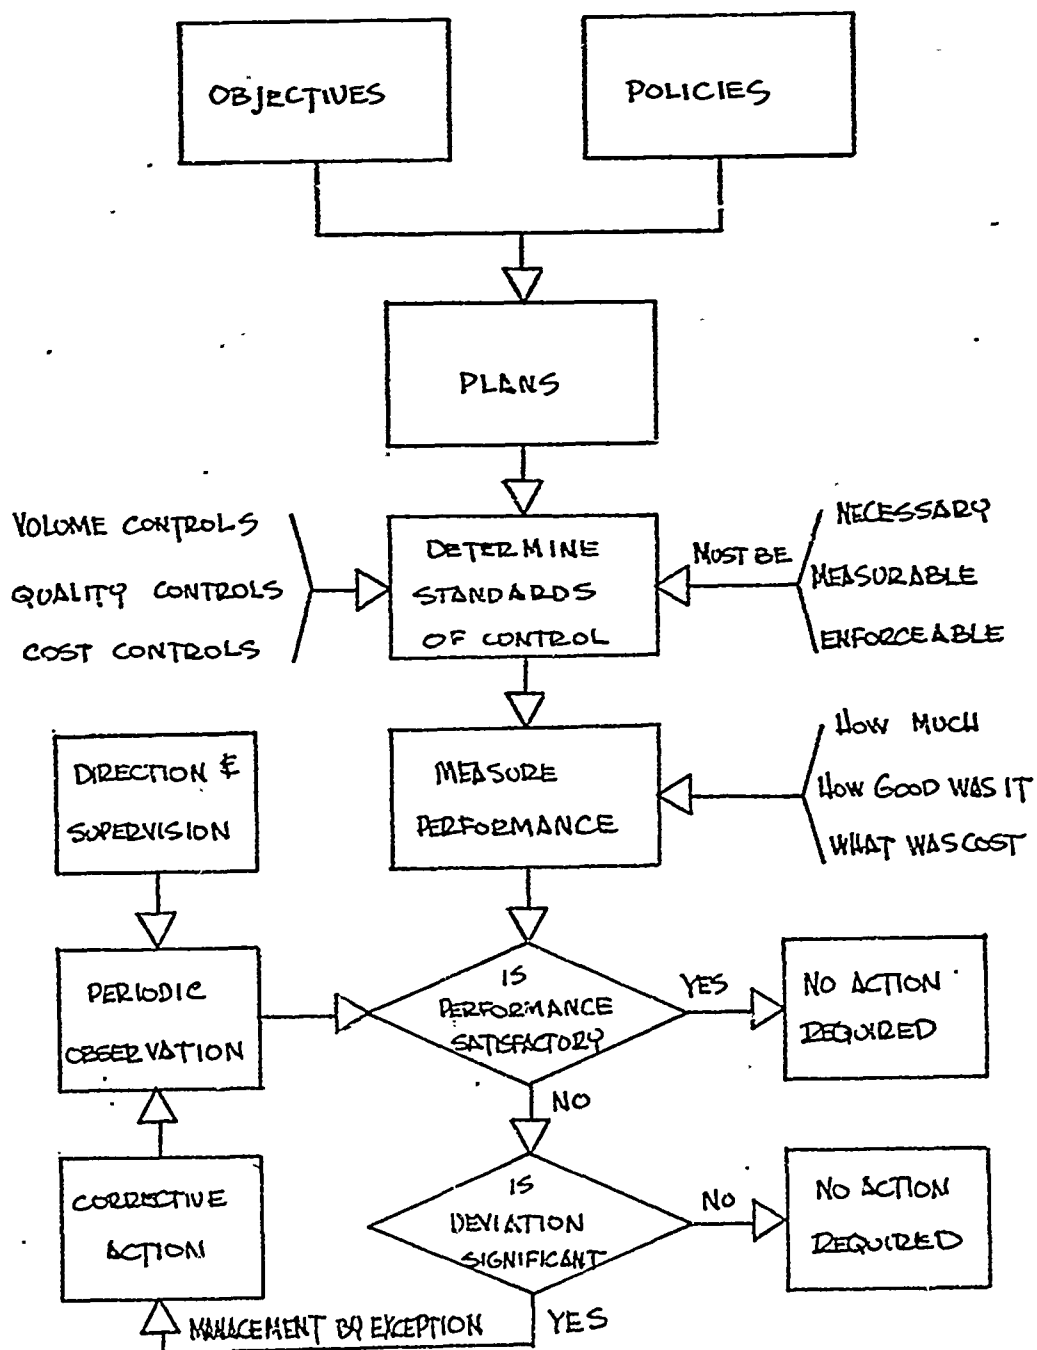 OBJECTIVES
POLICIES
PLANS
VOLUME CONTROLS
QUALITY CONTROLS
COST CONTROLS
DETERMINE
STANDARDS
OF CONTROL
MUST BE
NECESSARY
MEASURABLE
ENFORCEABLE
DIRECTION &
SUPERVISION
MEASURE
PERFORMANCE
HOW MUCH
HOW GOOD WAS IT
WHAT WAS COST
PERIODIC
OBSERVATION
IS
PERFORMANCE
SATISFACTORY
YES
NO ACTION
REQUIRED
NO
CORRECTIVE
ACTION
IS
DEVIATION
SIGNIFICANT
NO
NO ACTION
REQUIRED
MANAGEMENT BY EXCEPTION
YES